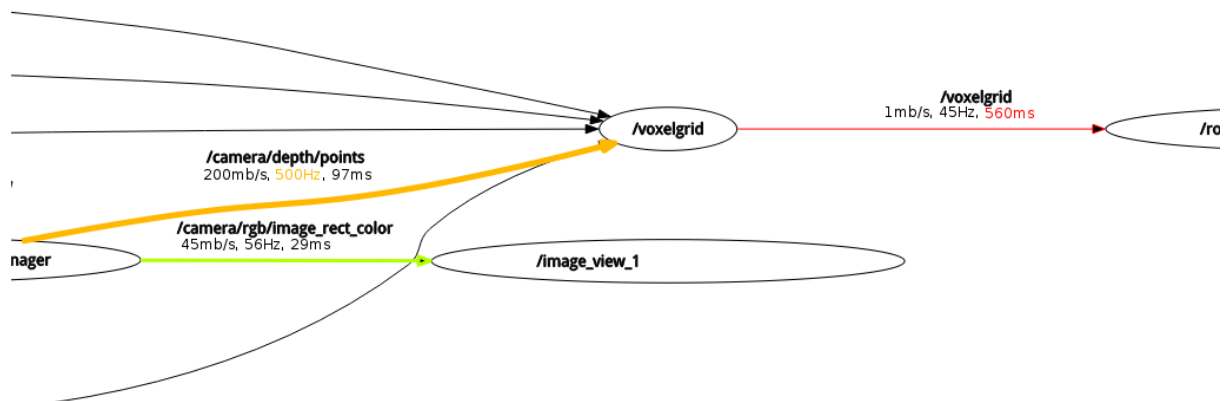 /voxelgrid
1mb/s, 45Hz, 560ms
/voxelgrid
/ro
/camera/depth/points
200mb/s, 500Hz, 97ms
/camera/rgb/image_rect_color
45mb/s, 56Hz, 29ms
nager
/image_view_1